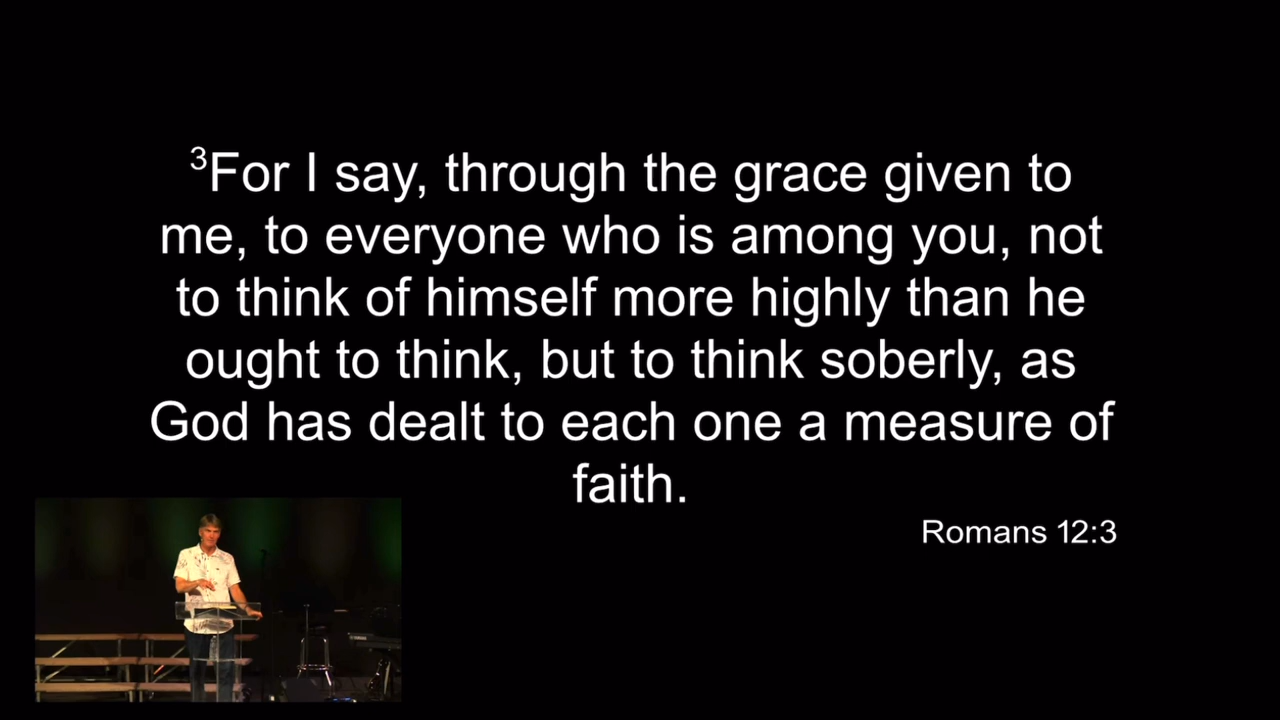 ³For I say, through the grace given to
me, to everyone who is among you, not
to think of himself more highly than he
ought to think, but to think soberly, as
God has dealt to each one a measure of
faith.
Romans 12:3